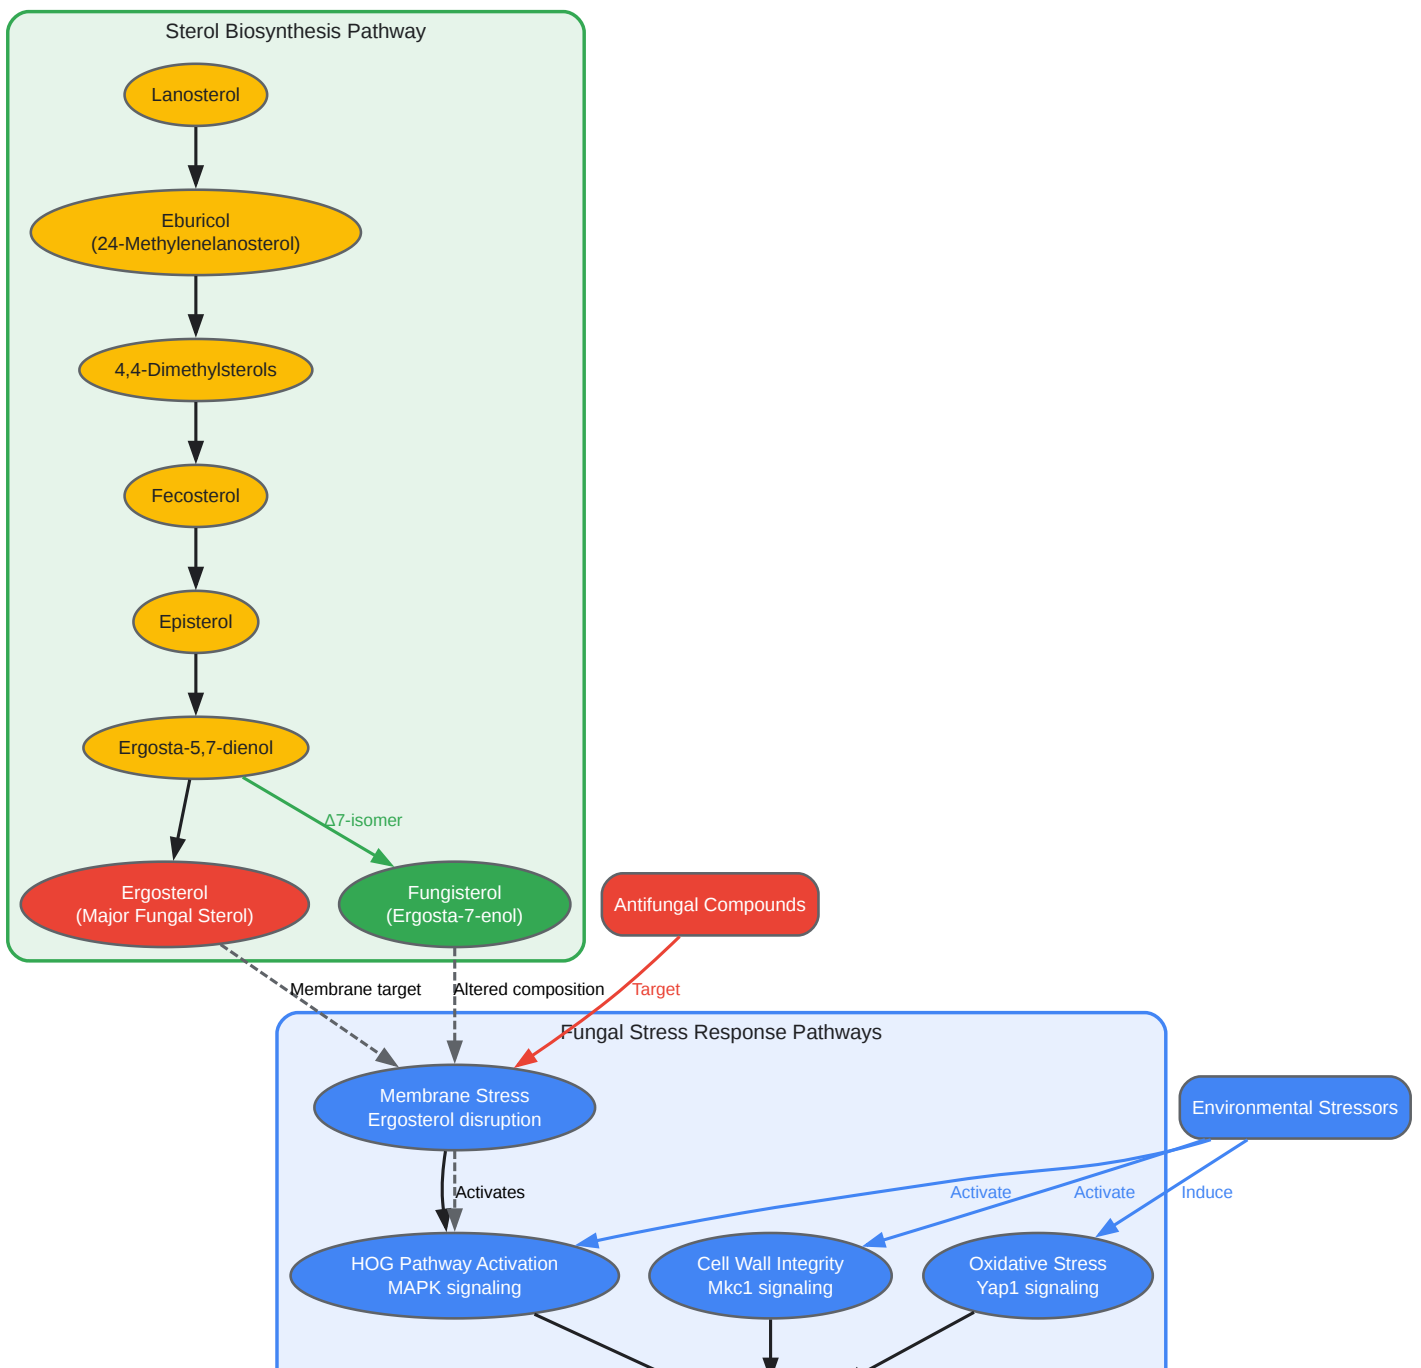 Sterol Biosynthesis Pathway
Lanosterol
Eburicol
(24-Methylenelanosterol)
4,4-Dimethylsterols
Fecosterol
Episterol
Ergosta-5,7-dienol
Δ7-isomer
Ergosterol
(Major Fungal Sterol)
Fungisterol
(Ergosta-7-enol)
Antifungal Compounds
Membrane target
Altered composition
Target
Fungal Stress Response Pathways
Membrane Stress
Ergosterol disruption
Environmental Stressors
Activates
Activate
Activate
Induce
HOG Pathway Activation
MAPK signaling
Cell Wall Integrity
Mkc1 signaling
Oxidative Stress
Yap1 signaling